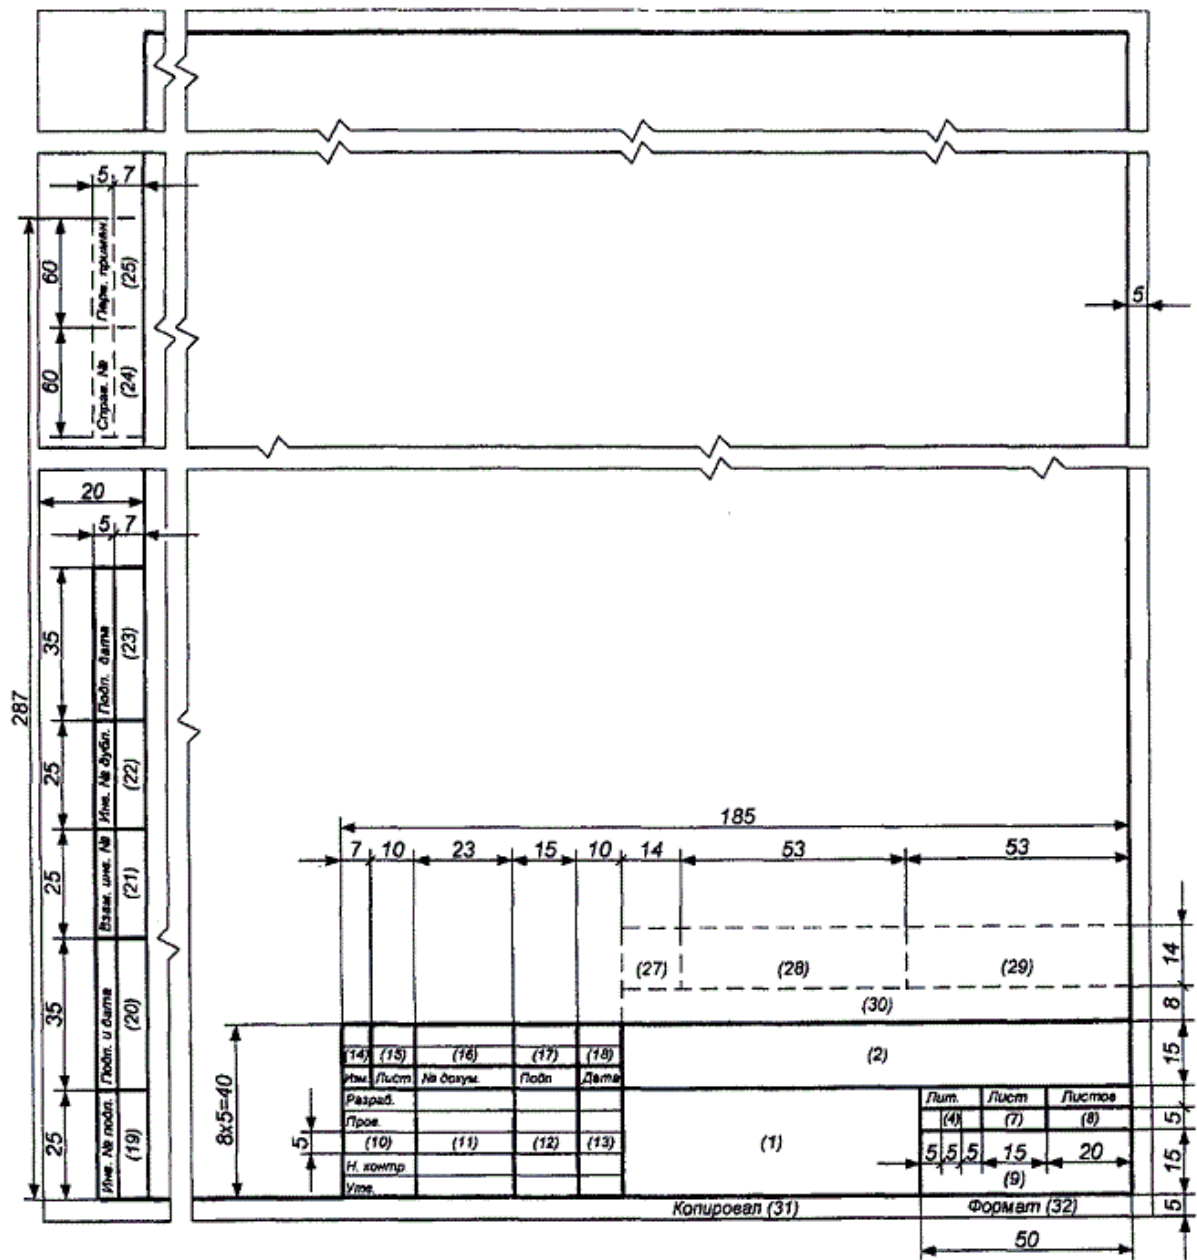 5 7
60
Перв. примен.
(25)
5
60
Справ. №
(24)
20
5 7
35
Подп. дата
(23)
287
25
Инв. № дубл.
(22)
185
7 10 23 15 10 14 53 53
25
Взам. инв. №
(21)
14
(27) (28) (29)
8
(30)
35
Подп. и дата
(20)
8x5=40
15
(14) (15) (16) (17) (18) (2)
Изм. Лист № докум. Подп Дата
Разраб. Лит. Лист Листов
Пров. (4) (7) (8) 5
5 (10) (11) (12) (13) (1)
25
Инв. № подл.
(19)
5 5 5 15 20 15
Н. контр
(9)
Утв.
Копировал (31) Формат (32) 5
50